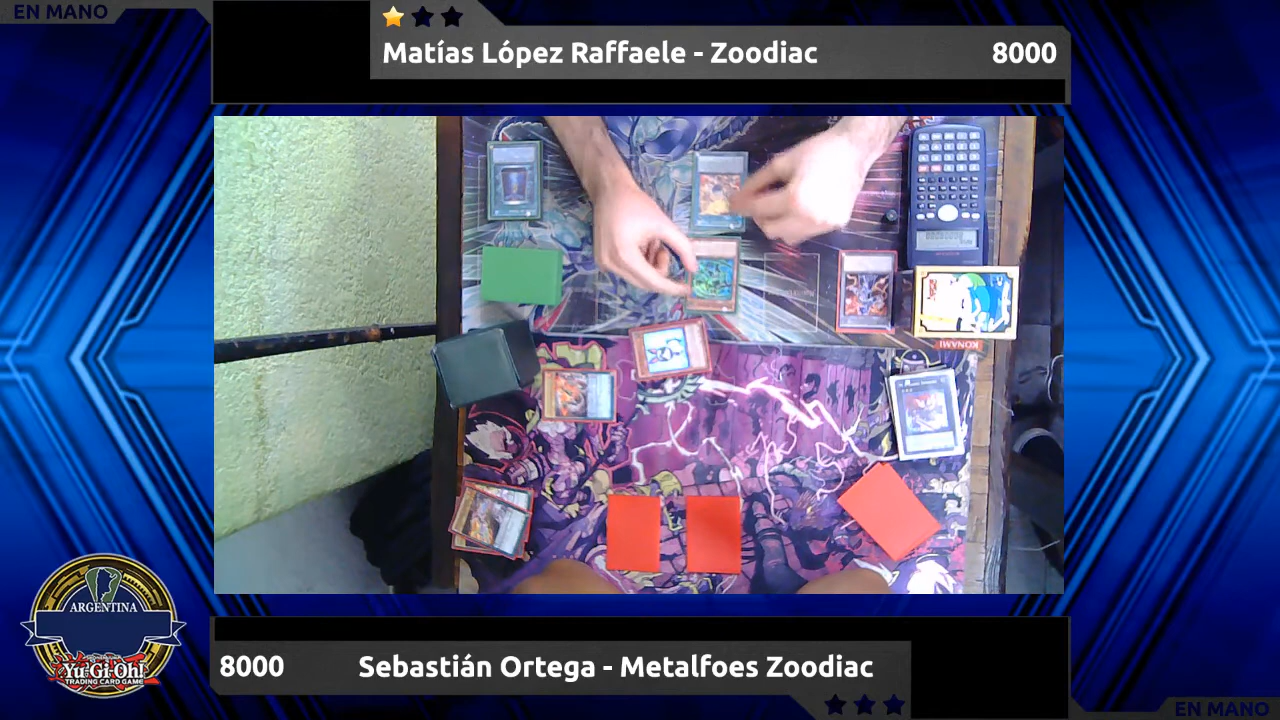 EN MANO
Matías López Raffaele - Zoodiac
8000
KONAMI
ARGENTINA
Yu-Gi-Oh!
TRADING CARD GAME
8000
Sebastián Ortega - Metalfoes Zoodiac
EN MANO